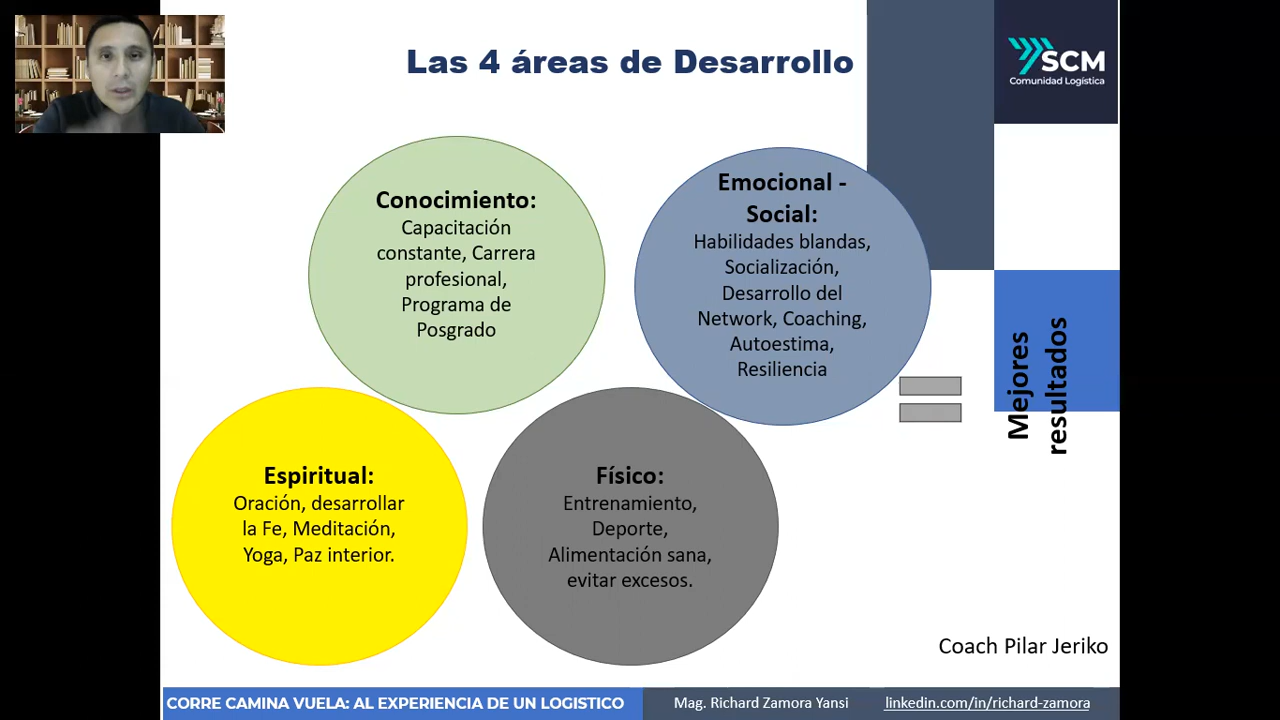 Las 4 áreas de Desarrollo
SCM
Comunidad Logística
Conocimiento:
Capacitación
constante, Carrera
profesional,
Programa de
Posgrado
Emocional -
Social:
Habilidades blandas,
Socialización,
Desarrollo del
Network, Coaching,
Autoestima,
Resiliencia
Espiritual:
Oración, desarrollar
la Fe, Meditación,
Yoga, Paz interior.
Físico:
Entrenamiento,
Deporte,
Alimentación sana,
evitar excesos.
Mejores
resultados
Coach Pilar Jeriko
CORRE CAMINA VUELA: AL EXPERIENCIA DE UN LOGISTICO
Mag. Richard Zamora Yansi
linkedin.com/in/richard-zamora